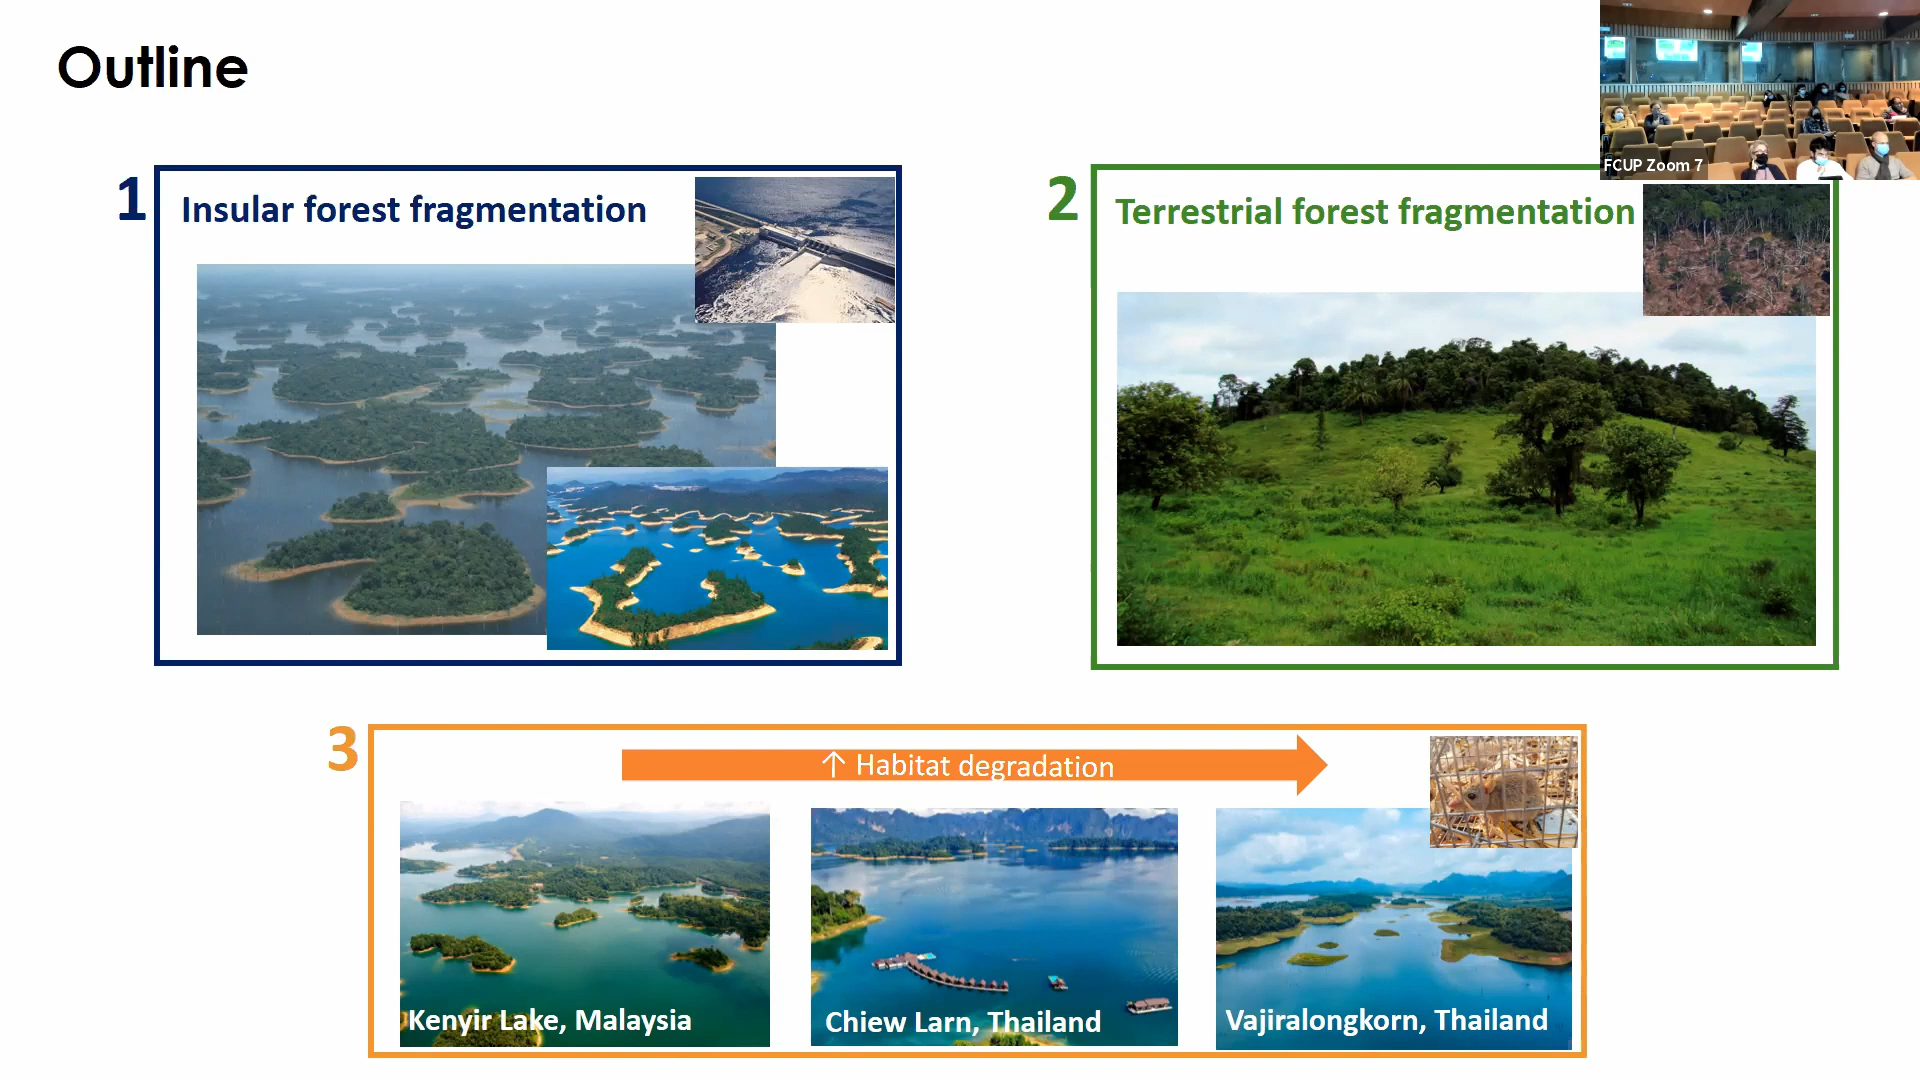 Outline
FCUP Zoom 7
1
Insular forest fragmentation
2
Terrestrial forest fragmentation
3
↑ Habitat degradation
Kenyir Lake, Malaysia
Chiew Larn, Thailand
Vajiralongkorn, Thailand